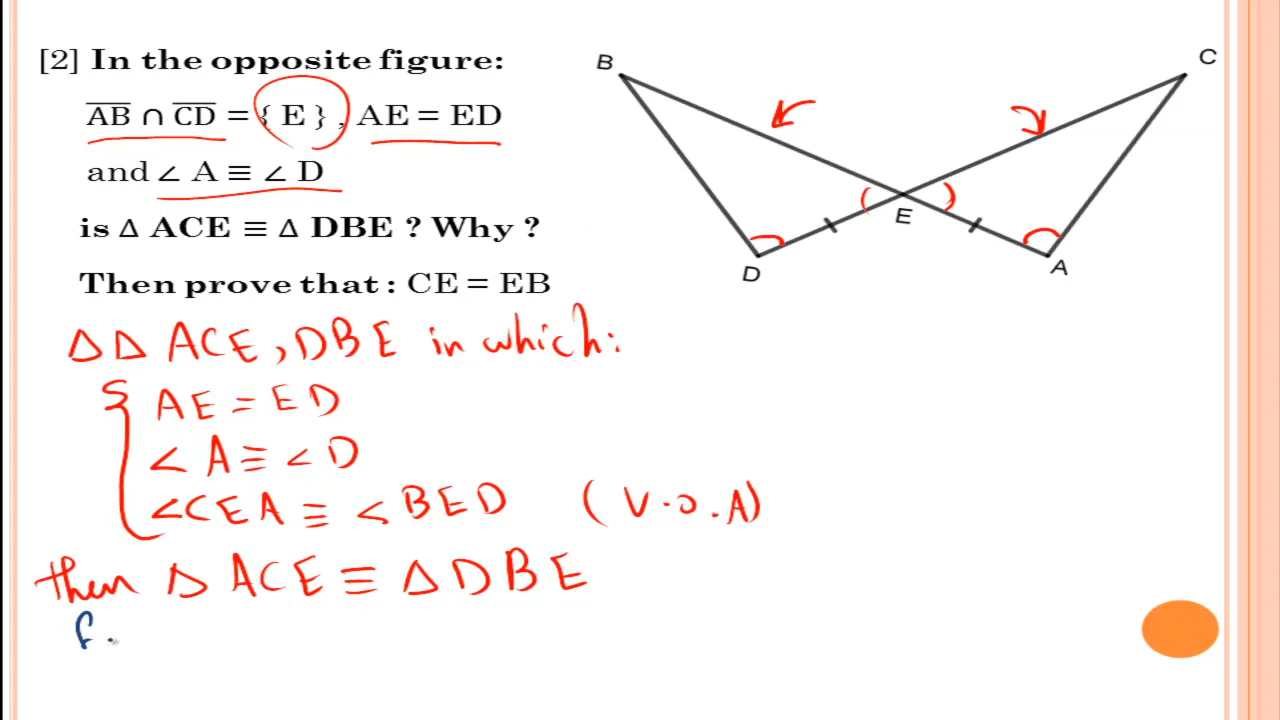 [2] In the opposite figure:
AB ∩ CD = { E } , AE = ED
and ∠ A ≡ ∠ D
is Δ ACE ≡ Δ DBE ? Why ?
Then prove that : CE = EB
B
C
E
D
A
Δ Δ ACE, DBE in which:
AE = ED
< A ≡ < D
< CEA ≡ < BED (V.O.A)
then Δ ACE ≡ Δ DBE
f.